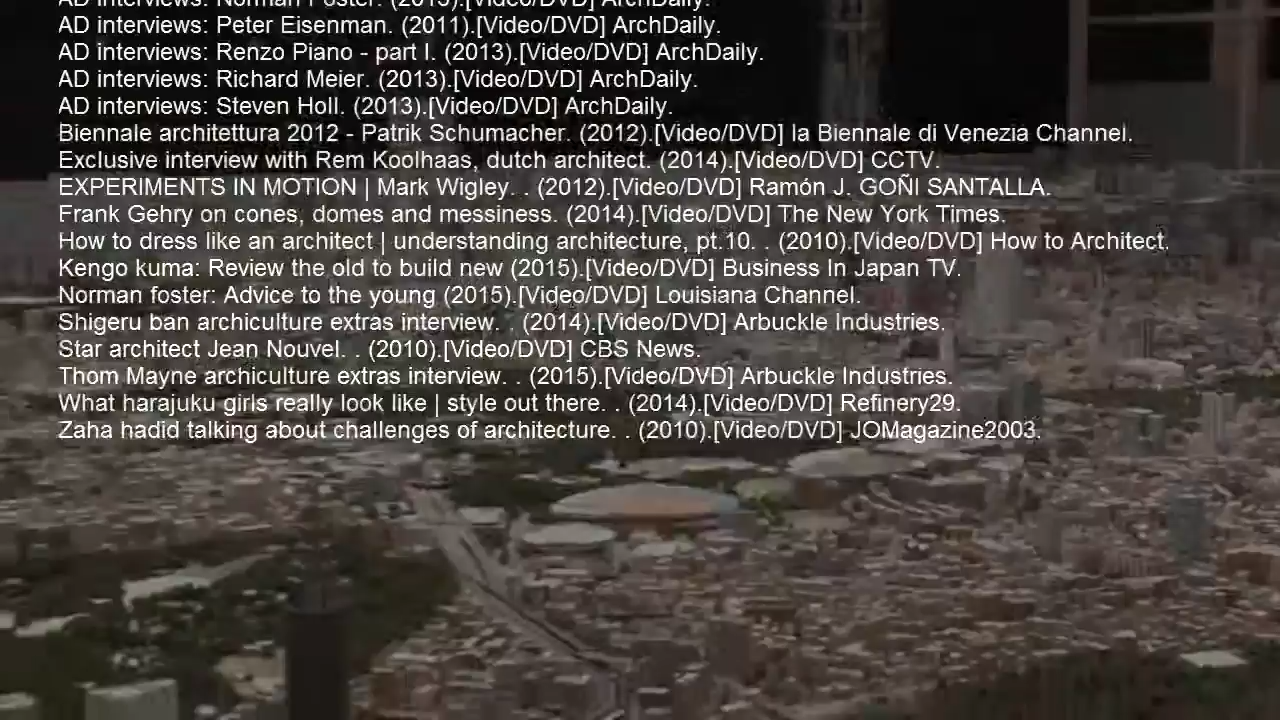 AD interviews: Norman Foster. (2015).[Video/DVD] ArchDaily.
AD interviews: Peter Eisenman. (2011).[Video/DVD] ArchDaily.
AD interviews: Renzo Piano - part I. (2013).[Video/DVD] ArchDaily.
AD interviews: Richard Meier. (2013).[Video/DVD] ArchDaily.
AD interviews: Steven Holl. (2013).[Video/DVD] ArchDaily.
Biennale architettura 2012 - Patrik Schumacher. (2012).[Video/DVD] la Biennale di Venezia Channel.
Exclusive interview with Rem Koolhaas, dutch architect. (2014).[Video/DVD] CCTV.
EXPERIMENTS IN MOTION | Mark Wigley. . (2012).[Video/DVD] Ramón J. GOÑI SANTALLA.
Frank Gehry on cones, domes and messiness. (2014).[Video/DVD] The New York Times.
How to dress like an architect | understanding architecture, pt.10. . (2010).[Video/DVD] How to Architect.
Kengo kuma: Review the old to build new (2015).[Video/DVD] Business In Japan TV.
Norman foster: Advice to the young (2015).[Video/DVD] Louisiana Channel.
Shigeru ban archiculture extras interview. . (2014).[Video/DVD] Arbuckle Industries.
Star architect Jean Nouvel. . (2010).[Video/DVD] CBS News.
Thom Mayne archiculture extras interview. . (2015).[Video/DVD] Arbuckle Industries.
What harajuku girls really look like | style out there. . (2014).[Video/DVD] Refinery29.
Zaha hadid talking about challenges of architecture. . (2010).[Video/DVD] JOMagazine2003.